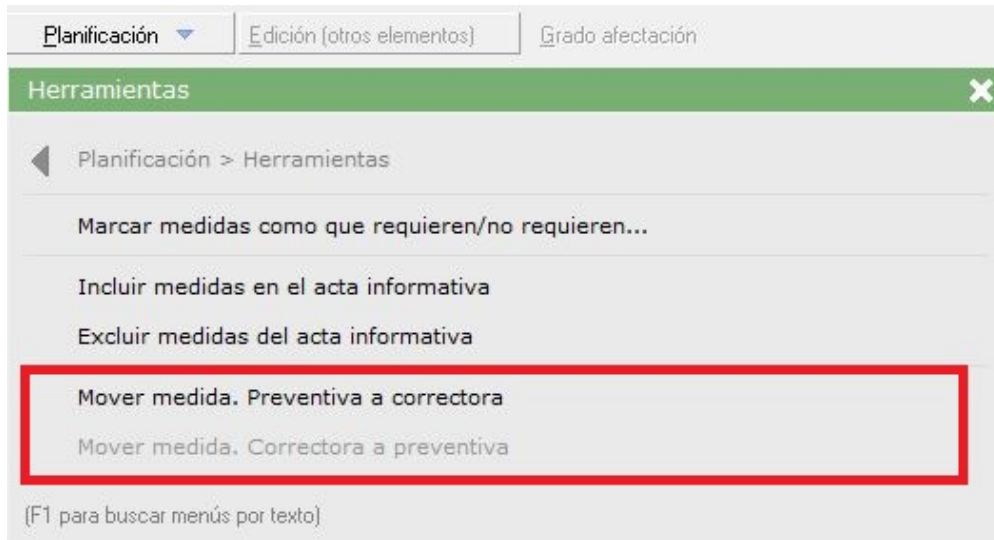 Planificación
Edición (otros elementos)
Grado afectación
Herramientas
Planificación > Herramientas
Marcar medidas como que requieren/no requieren...
Incluir medidas en el acta informativa
Excluir medidas del acta informativa
Mover medida. Preventiva a correctora
Mover medida. Correctora a preventiva
(F1 para buscar menús por texto)